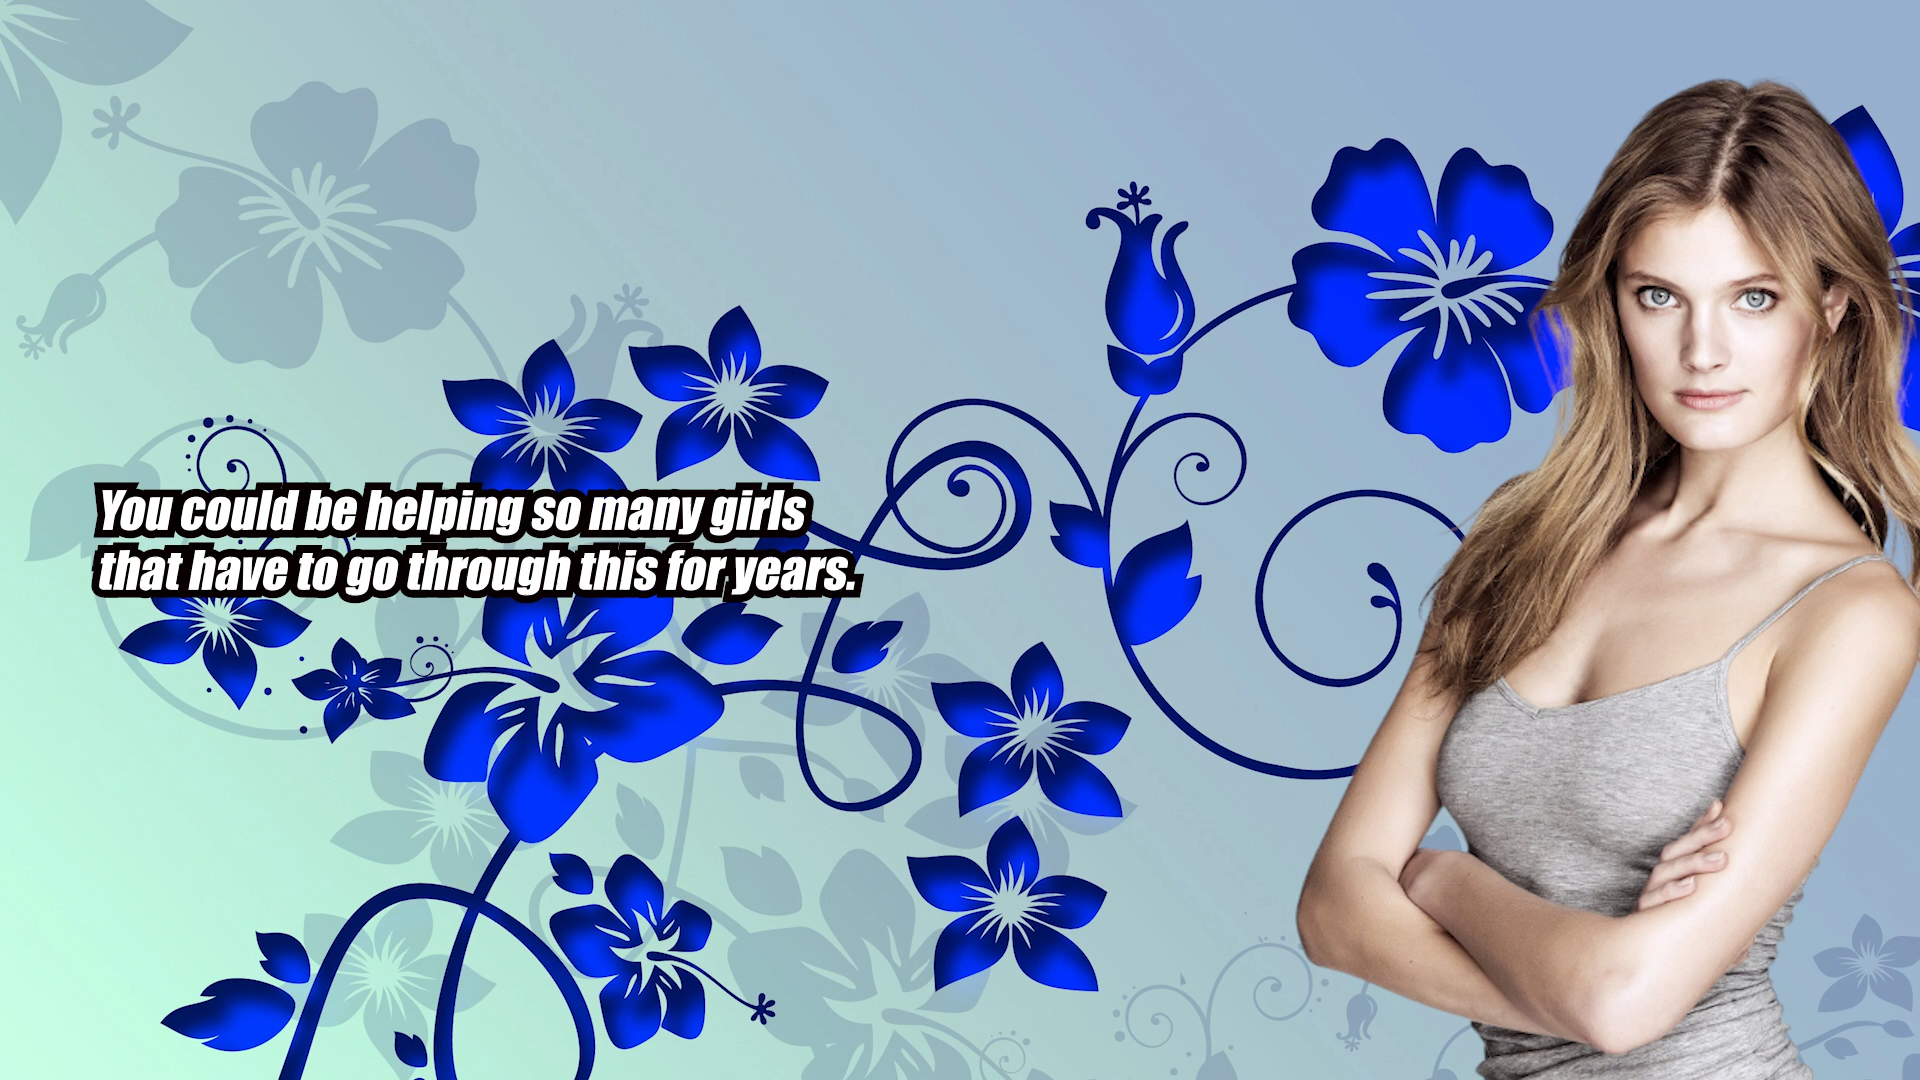 You could be helping so many girls
that have to go through this for years.